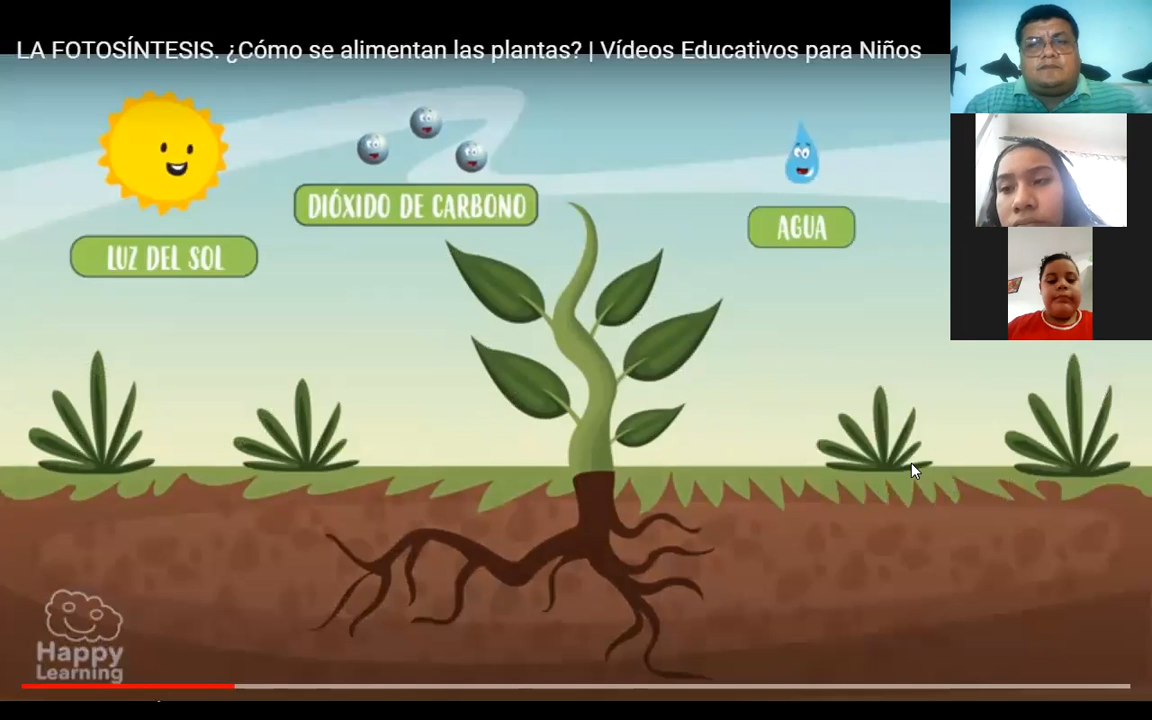 LA FOTOSÍNTESIS. ¿Cómo se alimentan las plantas? | Vídeos Educativos para Niños
DIÓXIDO DE CARBONO
AGUA
LUZ DEL SOL
Happy
Learning